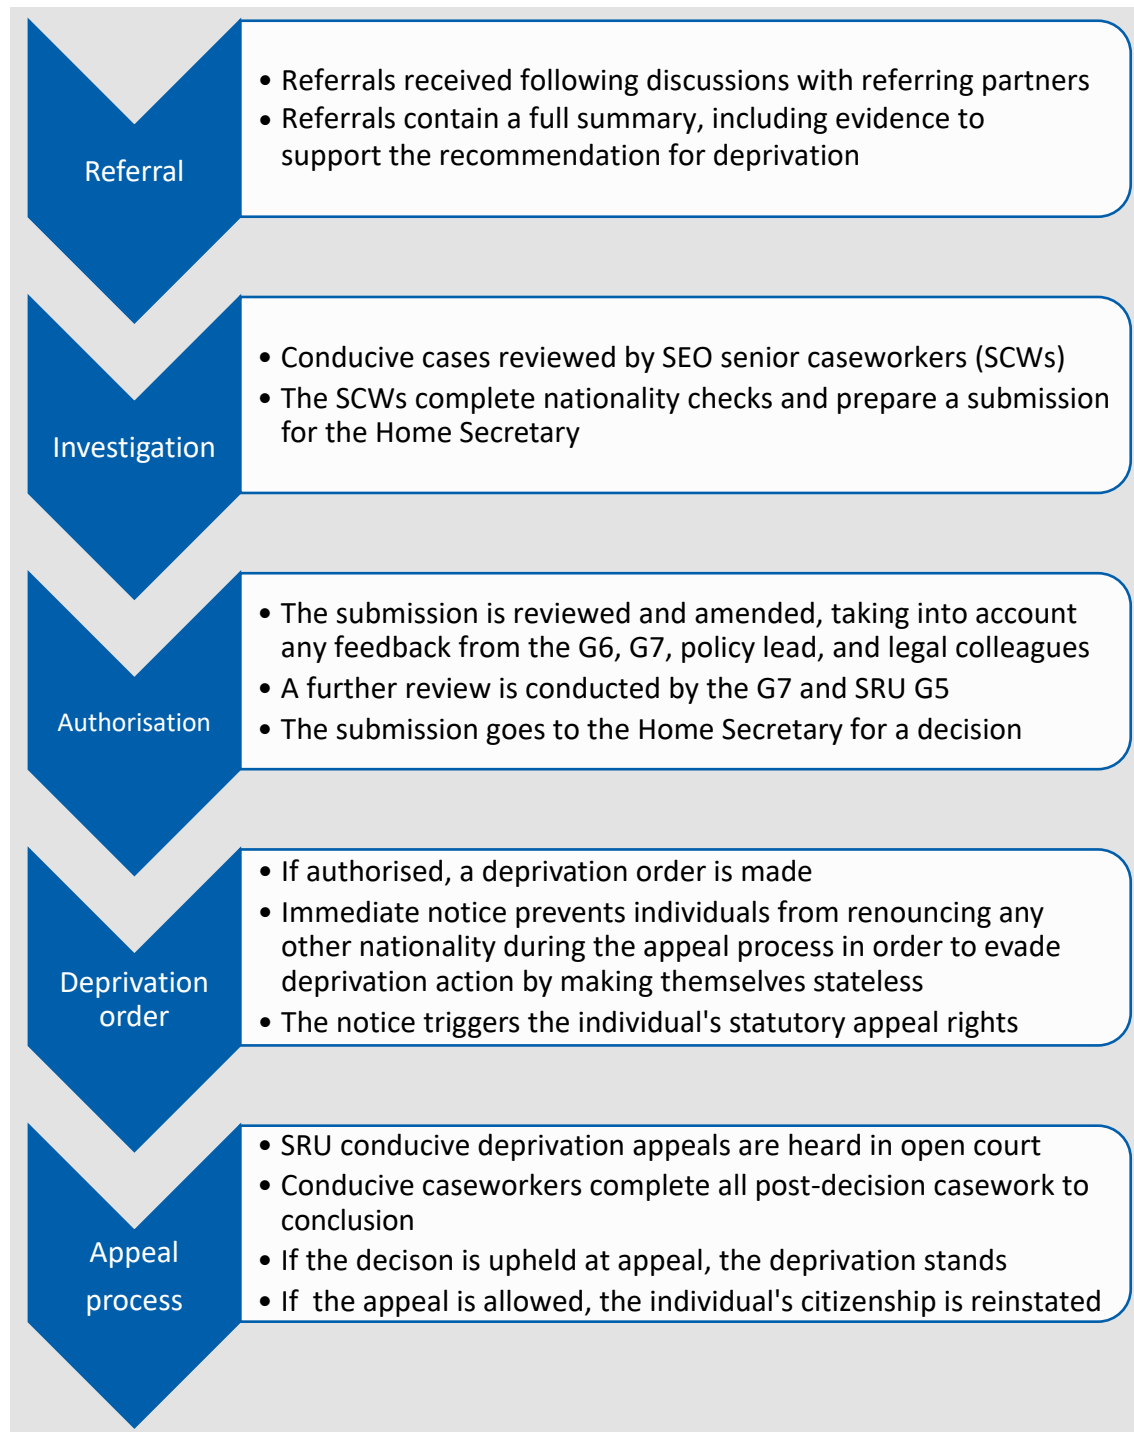 Referral
• Referrals received following discussions with referring partners
• Referrals contain a full summary, including evidence to
support the recommendation for deprivation
Investigation
• Conducive cases reviewed by SEO senior caseworkers (SCWs)
• The SCWs complete nationality checks and prepare a submission
for the Home Secretary
Authorisation
• The submission is reviewed and amended, taking into account
any feedback from the G6, G7, policy lead, and legal colleagues
• A further review is conducted by the G7 and SRU G5
• The submission goes to the Home Secretary for a decision
Deprivation
order
• If authorised, a deprivation order is made
• Immediate notice prevents individuals from renouncing any
other nationality during the appeal process in order to evade
deprivation action by making themselves stateless
• The notice triggers the individual's statutory appeal rights
Appeal
process
• SRU conducive deprivation appeals are heard in open court
• Conducive caseworkers complete all post-decision casework to
conclusion
• If the decison is upheld at appeal, the deprivation stands
• If  the appeal is allowed, the individual's citizenship is reinstated